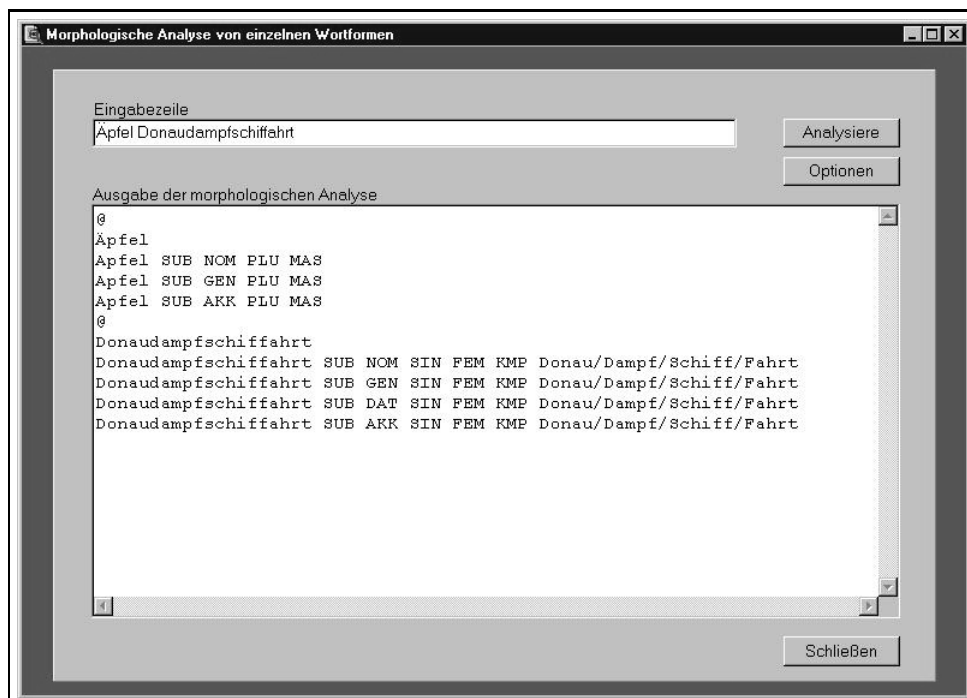 Morphologische Analyse von einzelnen Wortformen
Eingabezeile
Äpfel Donaudampfschiffahrt
Analysiere
Optionen
Ausgabe der morphologischen Analyse
@
Äpfel
Apfel SUB NOM PLU MAS
Apfel SUB GEN PLU MAS
Apfel SUB AKK PLU MAS
@
Donaudampfschiffahrt
Donaudampfschiffahrt SUB NOM SIN FEM KMP Donau/Dampf/Schiff/Fahrt
Donaudampfschiffahrt SUB GEN SIN FEM KMP Donau/Dampf/Schiff/Fahrt
Donaudampfschiffahrt SUB DAT SIN FEM KMP Donau/Dampf/Schiff/Fahrt
Donaudampfschiffahrt SUB AKK SIN FEM KMP Donau/Dampf/Schiff/Fahrt
Schließen